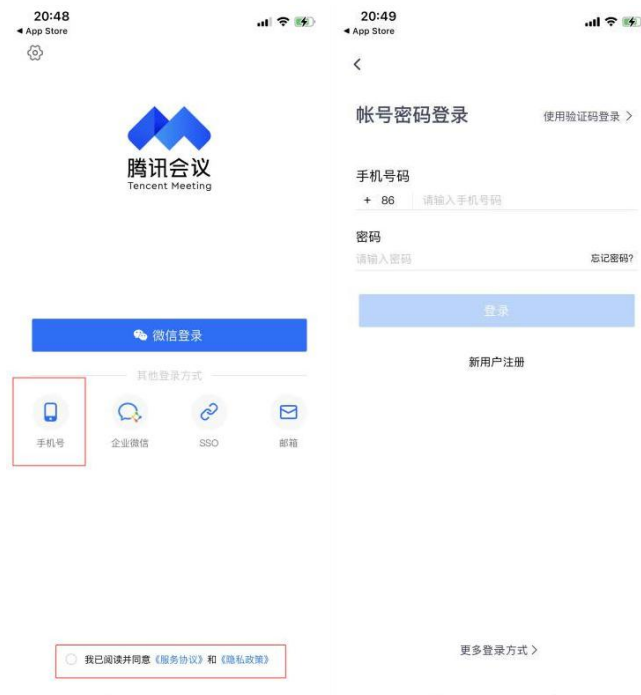 20:48
◀ App Store
腾讯会议
Tencent Meeting
微信登录
其他登录方式
手机号
企业微信
SSO
邮箱
我已阅读并同意《服务协议》和《隐私政策》
20:49
◀ App Store
帐号密码登录
使用验证码登录 >
手机号码
+ 86 请输入手机号码
密码
请输入密码
忘记密码?
登录
新用户注册
更多登录方式 >